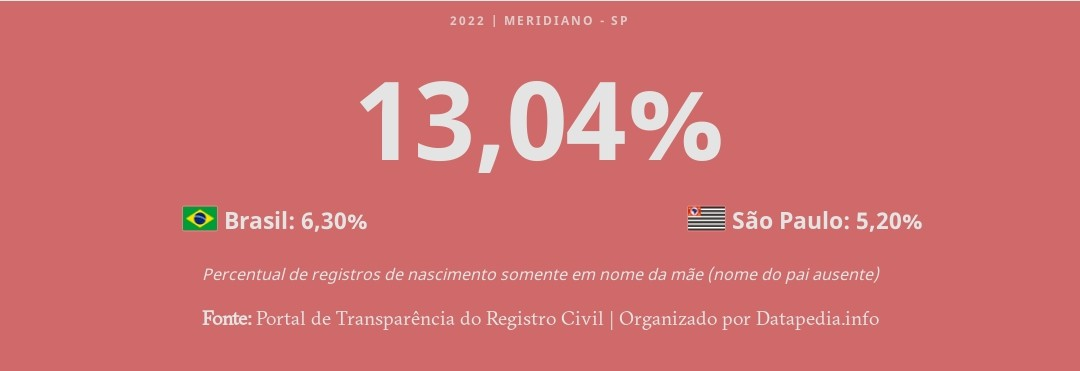 2022 | MERIDIANO - SP
13,04%
Brasil: 6,30%
São Paulo: 5,20%
Percentual de registros de nascimento somente em nome da mãe (nome do pai ausente)
Fonte: Portal de Transparência do Registro Civil | Organizado por Datapedia.info